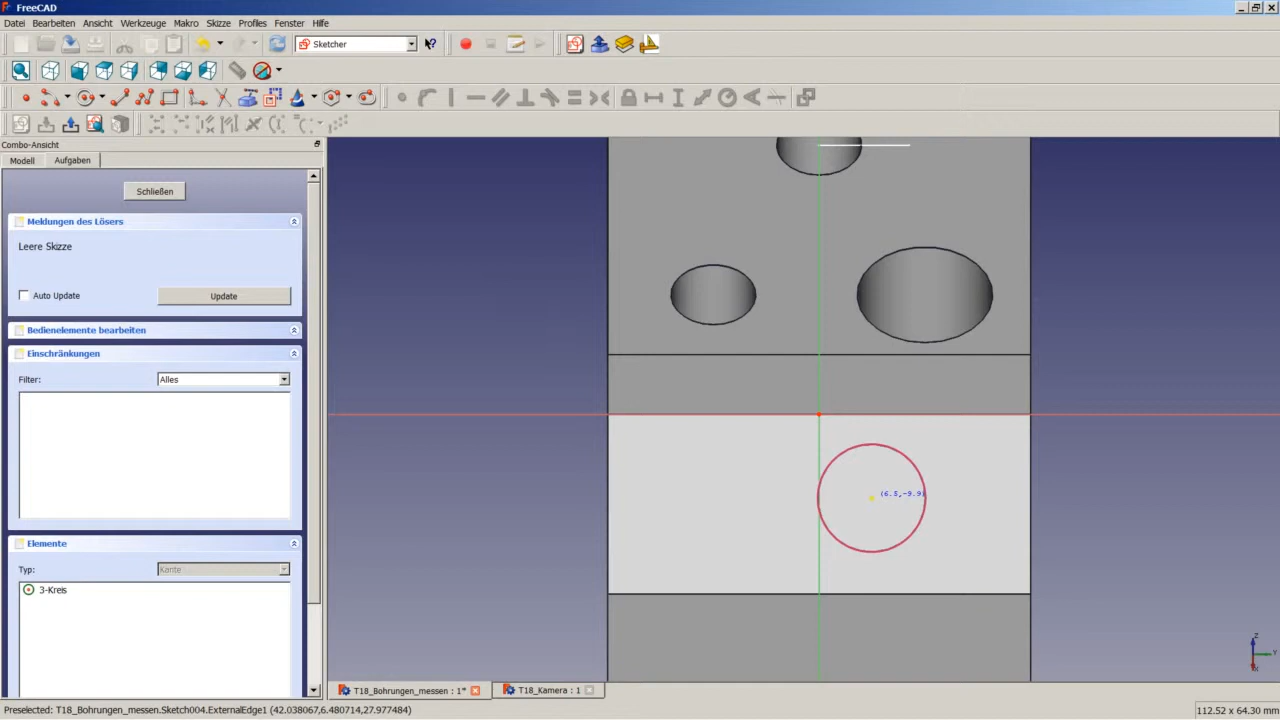 FreeCAD
Datei Bearbeiten Ansicht Werkzeuge Makro Skizze Profiles Fenster Hilfe
Sketcher
Combo-Ansicht
Modell Aufgaben
Schließen
Meldungen des Lösers
Leere Skizze
Auto Update Update
Bedienelemente bearbeiten
Einschränkungen
Filter: Alles
(6.5,-9.9)
Elemente
Typ: Kante
3-Kreis
Z
Y
X
T18_Bohrungen_messen : 1* T18_Kamera : 1
Preselected: T18_Bohrungen_messen.Sketch004.ExternalEdge1 (42.038067,6.480714,27.977484)
112.52 x 64.30 mm